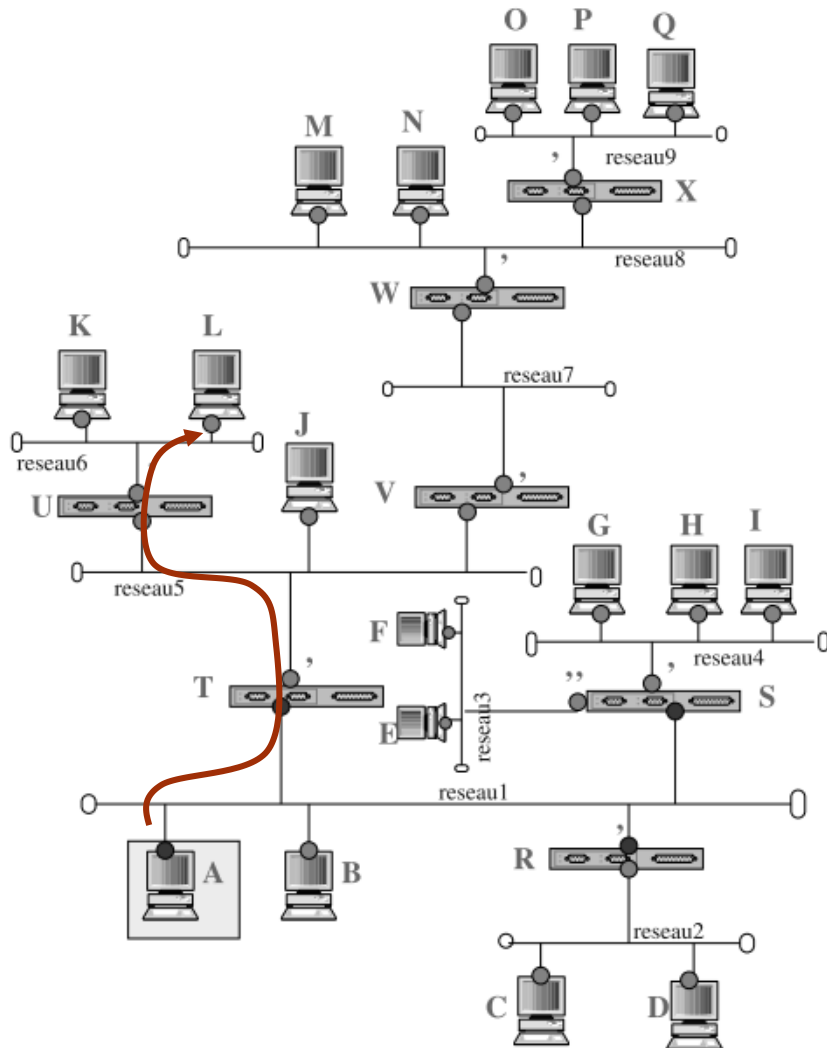 O P Q
M N
’
reseau9
X
’
reseau8
W
K L
reseau7
J
reseau6
’
U
V
G H I
reseau5
F
’
’’ ’
reseau4
T
S
E
reseau3
reseau1
’
A
B
R
reseau2
C
D